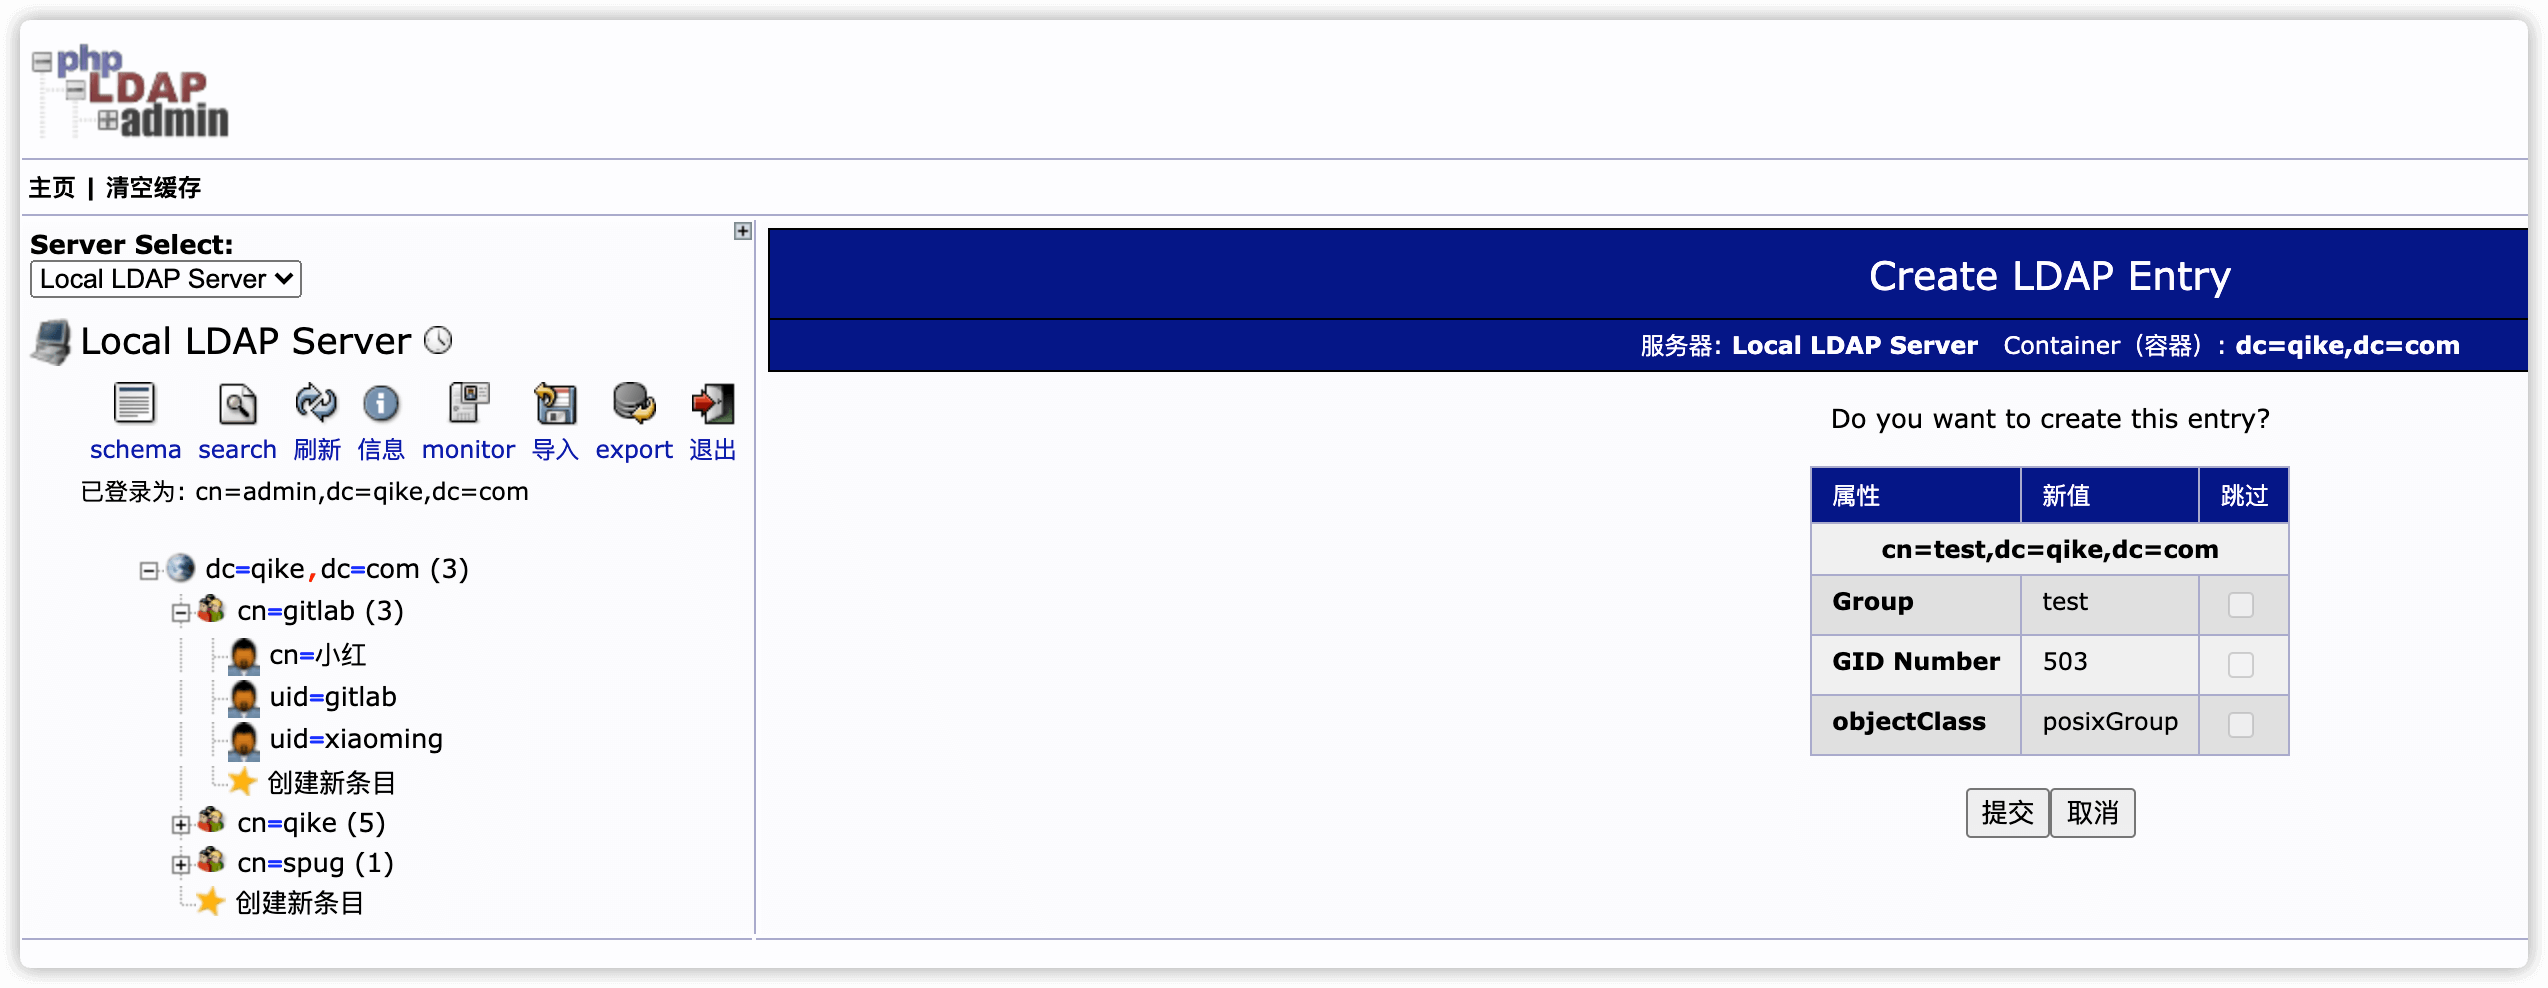 php
LDAP
admin
主页 | 清空缓存
Server Select:
Local LDAP Server
Local LDAP Server
schema search 刷新 信息 monitor 导入 export 退出
已登录为: cn=admin,dc=qike,dc=com
dc=qike,dc=com (3)
cn=gitlab (3)
cn=小红
uid=gitlab
uid=xiaoming
创建新条目
cn=qike (5)
cn=spug (1)
创建新条目
Create LDAP Entry
服务器: Local LDAP Server Container（容器）: dc=qike,dc=com
Do you want to create this entry?
属性 新值 跳过
cn=test,dc=qike,dc=com
Group test
GID Number 503
objectClass posixGroup
提交 取消